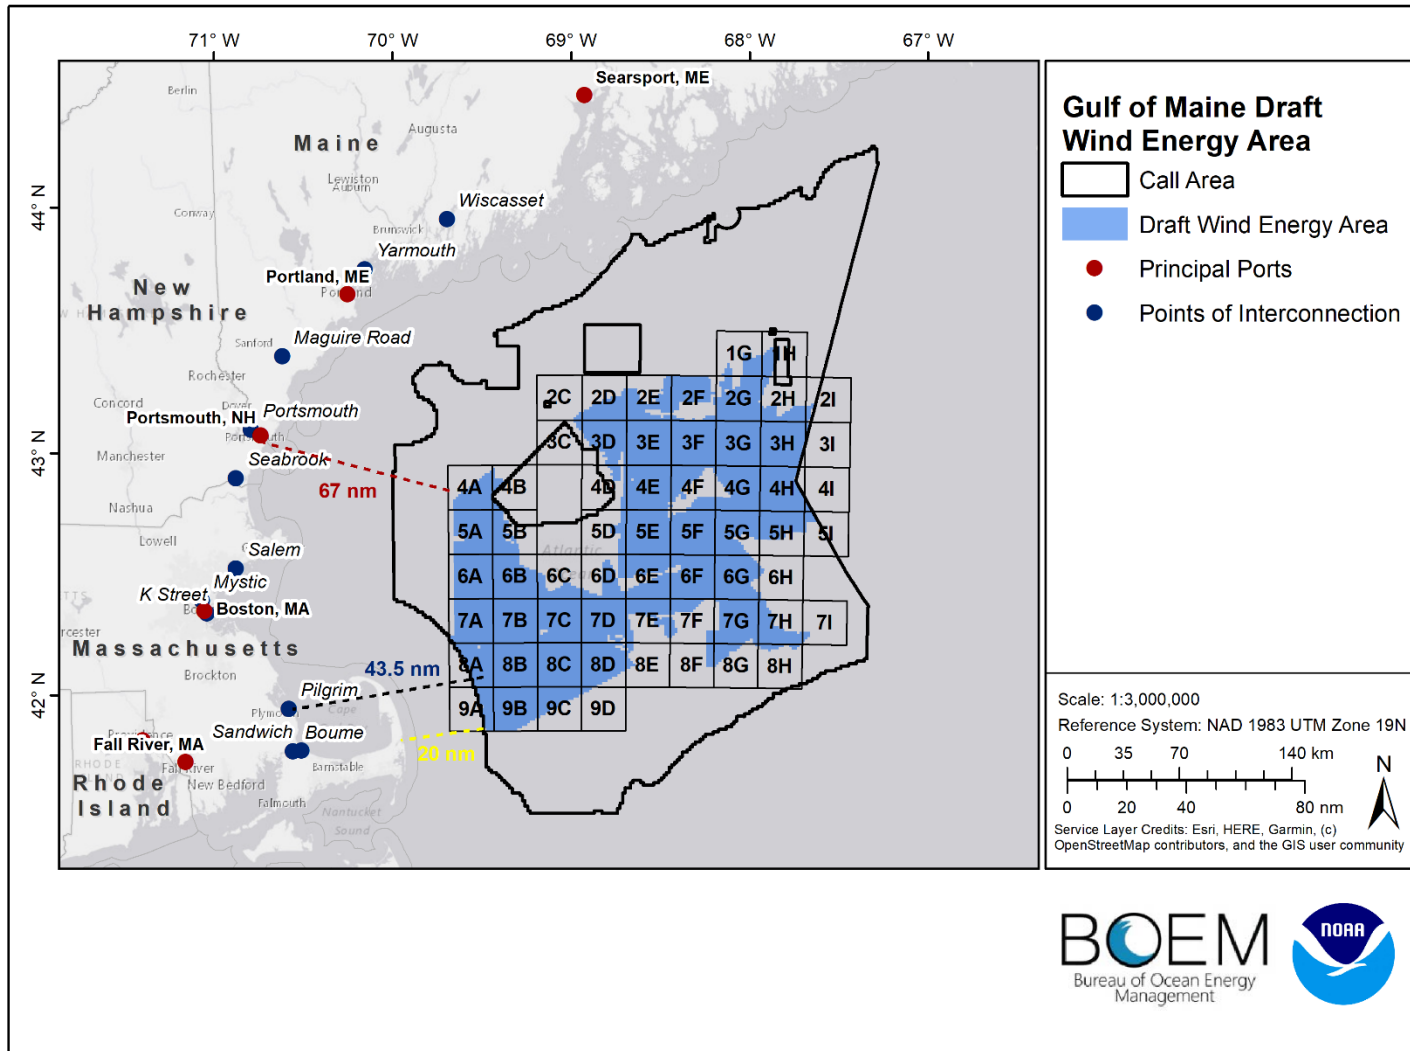 71° W
70° W
69° W
68° W
67° W
44° N
43° N
42° N
Searsport, ME
Berlin
Augusta
Maine
Lewiston
Auburn
Wiscasset
Conway
Brunswick
Yarmouth
Portland, ME
Portland
New
Hampshire
Maguire Road
Sanford
Rochester
Concord
Dover
Portsmouth, NH
Portsmouth
Portsmouth
Manchester
Seabrook
67 nm
Nashua
Lowell
Salem
Mystic
K Street
Boston, MA
Massachusetts
43.5 nm
Brockton
Pilgrim
Plymouth
Cape
Sandwich
Bourne
Providence
Fall River, MA
Fall River
Barnstable
20 nm
Rhode
Island
New Bedford
Falmouth
Nantucket
Sound
Atlantic
1G 1H
2C 2D 2E 2F 2G 2H 2I
3C 3D 3E 3F 3G 3H 3I
4A 4B 4D 4E 4F 4G 4H 4I
5A 5B 5D 5E 5F 5G 5H 5I
6A 6B 6C 6D 6E 6F 6G 6H
7A 7B 7C 7D 7E 7F 7G 7H 7I
8A 8B 8C 8D 8E 8F 8G 8H
9A 9B 9C 9D
Gulf of Maine Draft
Wind Energy Area
Call Area
Draft Wind Energy Area
Principal Ports
Points of Interconnection
Scale: 1:3,000,000
Reference System: NAD 1983 UTM Zone 19N
0 35 70 140 km
0 20 40 80 nm
N
Service Layer Credits: Esri, HERE, Garmin, (c)
OpenStreetMap contributors, and the GIS user community
BOEM
Bureau of Ocean Energy
Management
NOAA